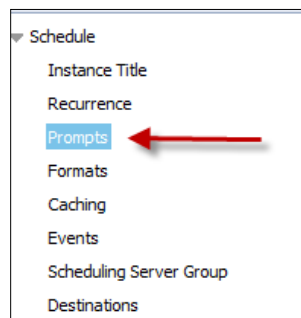 Schedule
Instance Title
Recurrence
Prompts
Formats
Caching
Events
Scheduling Server Group
Destinations